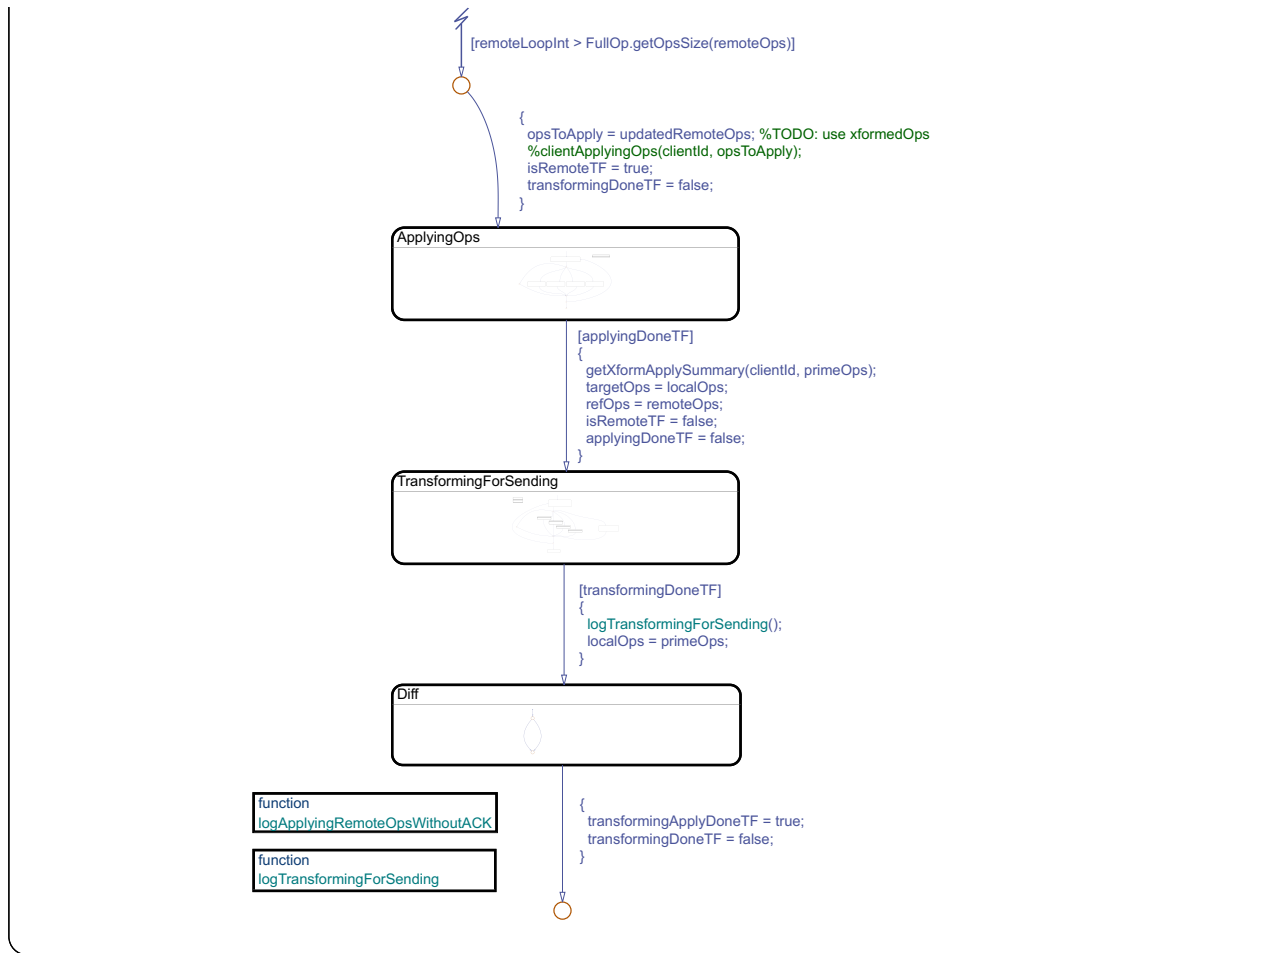 [remoteLoopInt > FullOp.getOpsSize(remoteOps)]
{
opsToApply = updatedRemoteOps; %TODO: use xformedOps
%clientApplyingOps(clientId, opsToApply);
isRemoteTF = true;
transformingDoneTF = false;
}
ApplyingOps
[applyingDoneTF]
{
getXformApplySummary(clientId, primeOps);
targetOps = localOps;
refOps = remoteOps;
isRemoteTF = false;
applyingDoneTF = false;
}
TransformingForSending
[transformingDoneTF]
{
logTransformingForSending();
localOps = primeOps;
}
Diff
function
logApplyingRemoteOpsWithoutACK
function
logTransformingForSending
{
transformingApplyDoneTF = true;
transformingDoneTF = false;
}